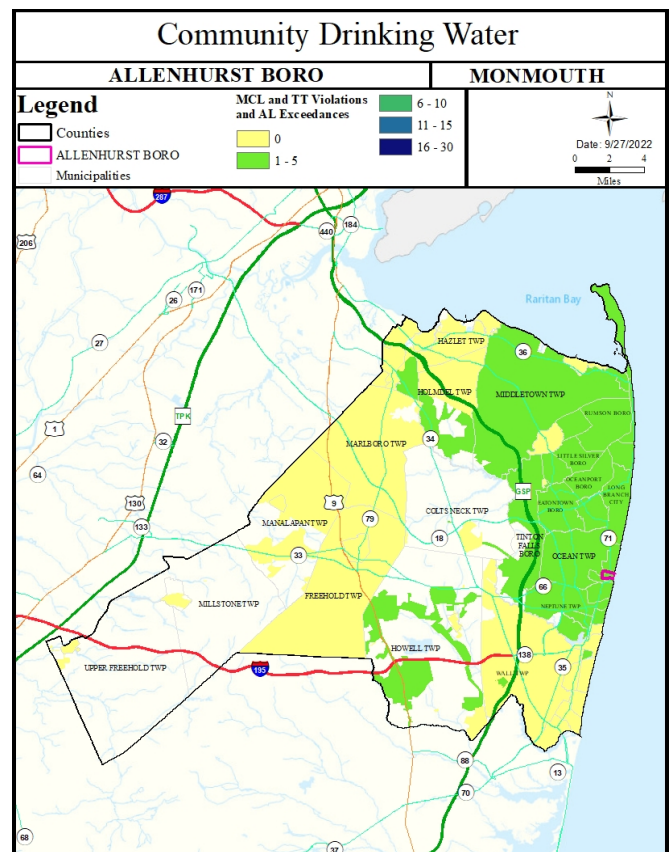 Community Drinking Water
ALLENHURST BORO
MONMOUTH
Legend
Counties
ALLENHURST BORO
Municipalities
MCL and TT Violations
and AL Exceedances
0
1 - 5
6 - 10
11 - 15
16 - 30
N
Date: 9/27/2022
0 2 4
Miles
287
206
440
184
171
26
27
Raritan Bay
HAZLET TWP
36
HOLMDEL TWP
MIDDLETOWN TWP
RUMSON BORO
TPK
1
32
MARLBORO TWP
34
LITTLE SILVER
BORO
64
OCEANPORT
BORO
LONG
BRANCH
CITY
GSP
EATONTOWN
BORO
130
9
133
79
COLTS NECK TWP
MANALAPAN TWP
18
TINTON
FALLS
BORO
71
OCEAN TWP
33
66
MILLSTONE TWP
FREEHOLD TWP
NEPTUNE TWP
HOWELL TWP
138
35
UPPER FREEHOLD TWP
195
WALL TWP
88
13
70
68
37